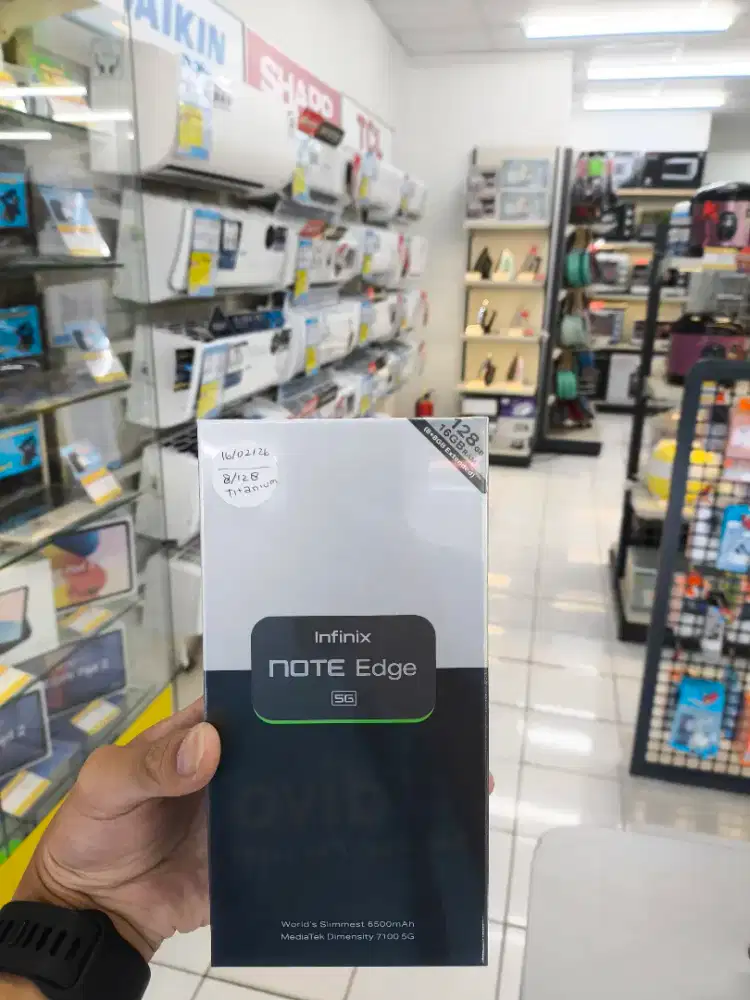 DAIKIN
SHARP
TCL
16/02/26
8/128
Titanium
128GB
16GB RAM
(8+8GB Extended)
Infinix
NOTE Edge
5G
World's Slimmest 6500mAh
MediaTek Dimensity 7100 5G